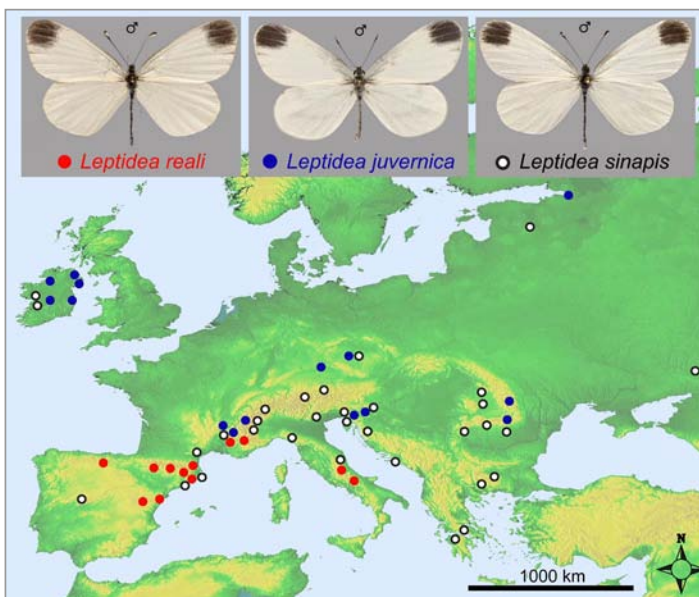 ♂ ♂ ♂
Leptidea reali Leptidea juvernica Leptidea sinapis
N
1000 km